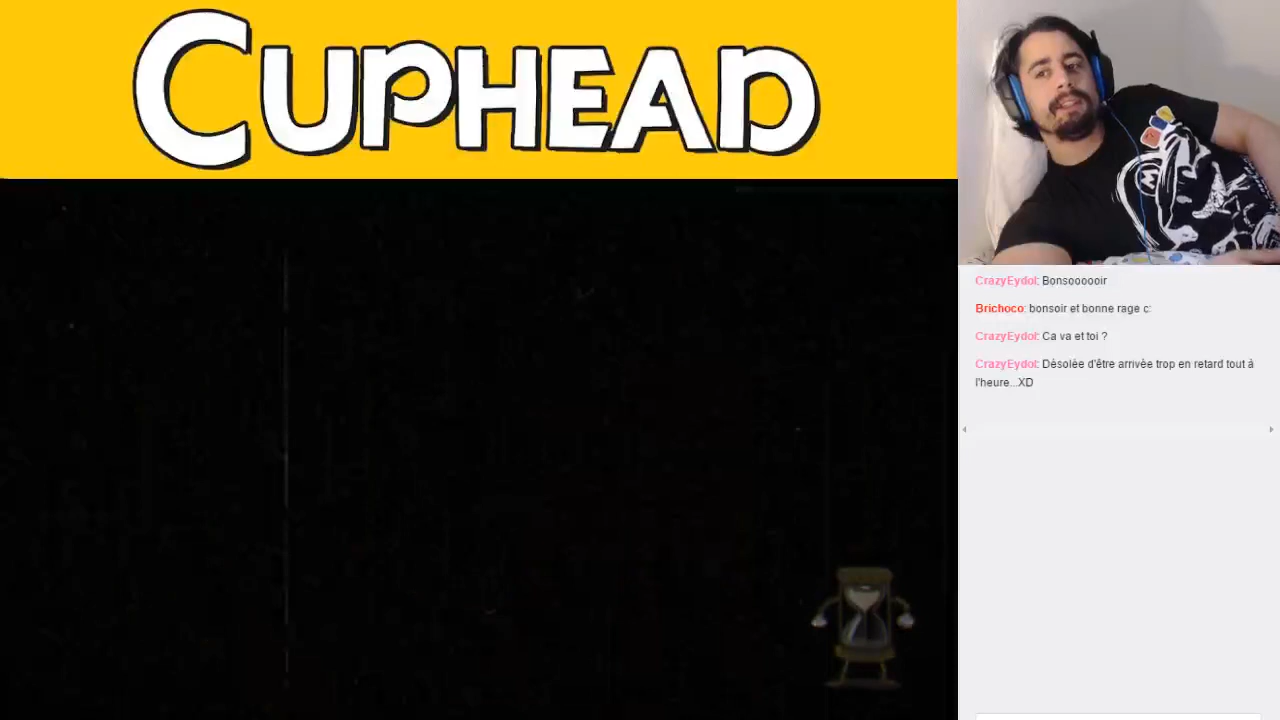 CUPHEAD
CrazyEydol: Bonsoooooir
Brichoco: bonsoir et bonne rage c:
CrazyEydol: Ca va et toi ?
CrazyEydol: Désolée d'être arrivèe trop en retard tout à
l'heure...XD